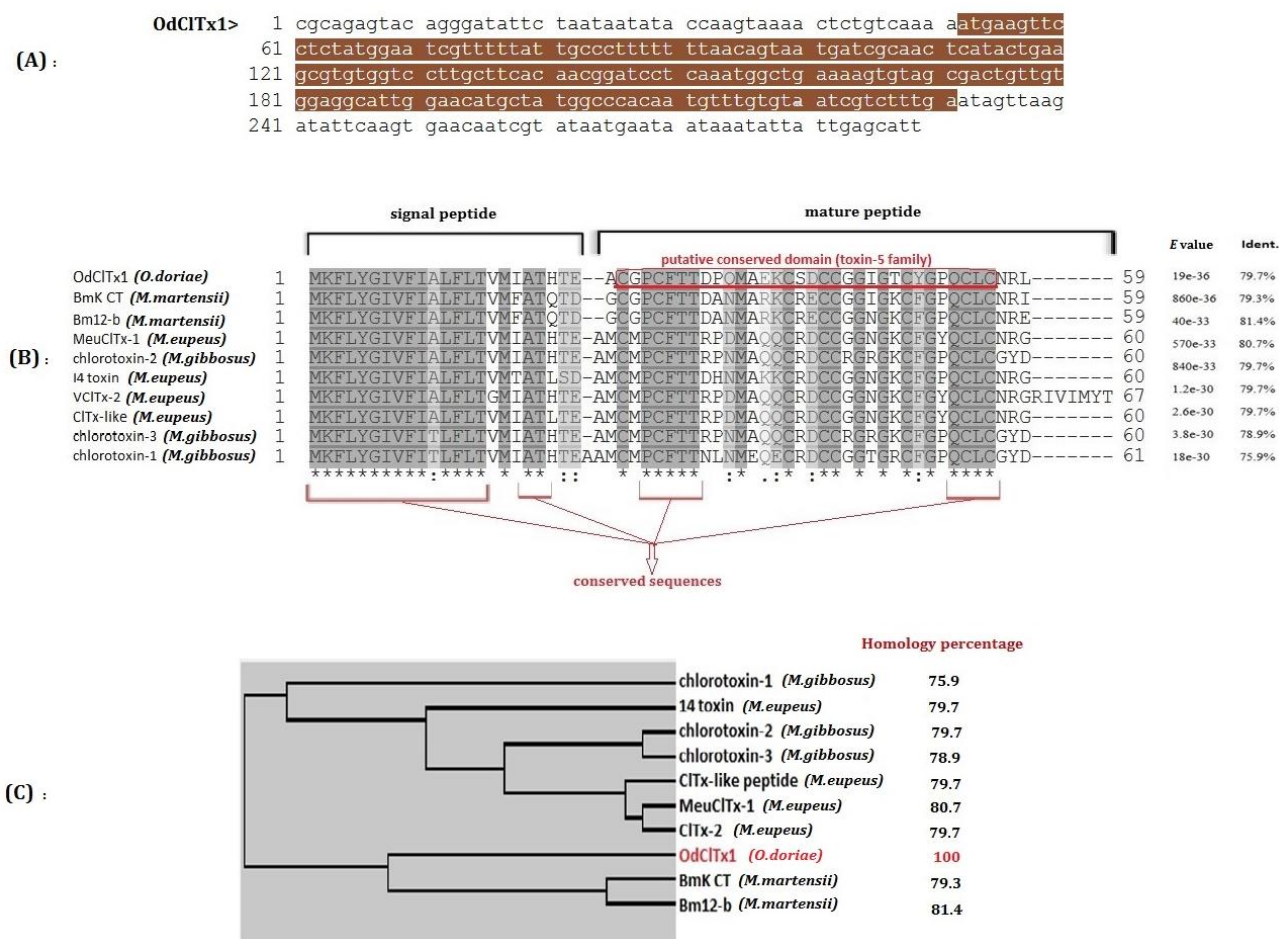 (A) :
OdClTx1> 1 cgcagagtac agggatattc taataatata ccaagtaaaa ctctgtcaaa aatgaagttc
61 ctctatggaa tcgtttttat tgcccttttt ttaacagtaa tgatcgcaac tcatactgaa
121 gcgtgtggtc cttgcttcac aacggatcct caaatggctg aaaagtgtag cgactgttgt
181 ggaggcattg gaacatgcta tggcccacaa tgtttgtgta atcgtctttg aatagttaag
241 atattcaagt gaacaatcgt ataatgaata ataaatatta ttgagcatt
(B) :
signal peptide mature peptide
E value Ident.
putative conserved domain (toxin-5 family)
OdClTx1 (O.doriae) 1 MKFLYGIVFIALFLTVMIATHTE--ACGPCFTTDPQMAEKCSDCCGGIGTCYGPQCLCNRL------- 59 19e-36 79.7%
BmK CT (M.martensii) 1 MKFLYGIVFIALFLTVMFATQTD--GCGPCFTTDANMARKCRECCGGIGKCFGPQCLCNRI------- 59 860e-36 79.3%
Bm12-b (M.martensii) 1 MKFLYGIVFIALFLTVMFATQTD--GCGPCFTTDANMARKCRECCGGNGKCFGPQCLCNRE------- 59 40e-33 81.4%
MeuClTx-1 (M.eupeus) 1 MKFLYGIVFIALFLTVMIATHTE-AMCMPCFTTRPDMAQQCRDCCGGNGKCFGPQCLCNRG------- 60 570e-33 80.7%
chlorotoxin-2 (M.gibbosus) 1 MKFLYGIVFIALFLTVMIATHTE-AMCMPCFTTRPNMAQQCRDCCRGRGKCFGPQCLCGYD------- 60 840e-33 79.7%
I4 toxin (M.eupeus) 1 MKFLYGIVFIALFLTVMTATLSD-AMCMPCFTTDHNMAKKCRDCCGGNGKCFGPQCLCNRG------- 60 1.2e-30 79.7%
VClTx-2 (M.eupeus) 1 MKFLYGIVFIALFLTGMIATHTE-AMCMPCFTTRPDMAQQCRDCCGGNGKCFGPQCLCNRGRIVIMYT 67 2.6e-30 79.7%
ClTx-like (M.eupeus) 1 MKFLYGIVFIALFLTVMIATLTE-AMCMPCFTTRPDMAQQCRDCCGGNGKCFGYQCLCNRG------- 60 3.8e-30 78.9%
chlorotoxin-3 (M.gibbosus) 1 MKFLYGIVFITLFLTVMIATHTE-AMCMPCFTTRPNMAQQCRDCCRGRGKCFGPQCLCGYD------- 60 18e-30 75.9%
chlorotoxin-1 (M.gibbosus) 1 MKFLYGIVFITLFLTVMIATHTEAAMCMPCFTTNLNMEQECRDCCGGTGRCFGPQCLCGYD------- 61
**********:**** * ** :: * ***** :* .:* :** * * *:* ****
conserved sequences
(C) :
Homology percentage
chlorotoxin-1 (M.gibbosus) 75.9
14 toxin (M.eupeus) 79.7
chlorotoxin-2 (M.gibbosus) 79.7
chlorotoxin-3 (M.gibbosus) 78.9
ClTx-like peptide (M.eupeus) 79.7
MeuClTx-1 (M.eupeus) 80.7
ClTx-2 (M.eupeus) 79.7
OdClTx1 (O.doriae) 100
BmK CT (M.martensii) 79.3
Bm12-b (M.martensii) 81.4